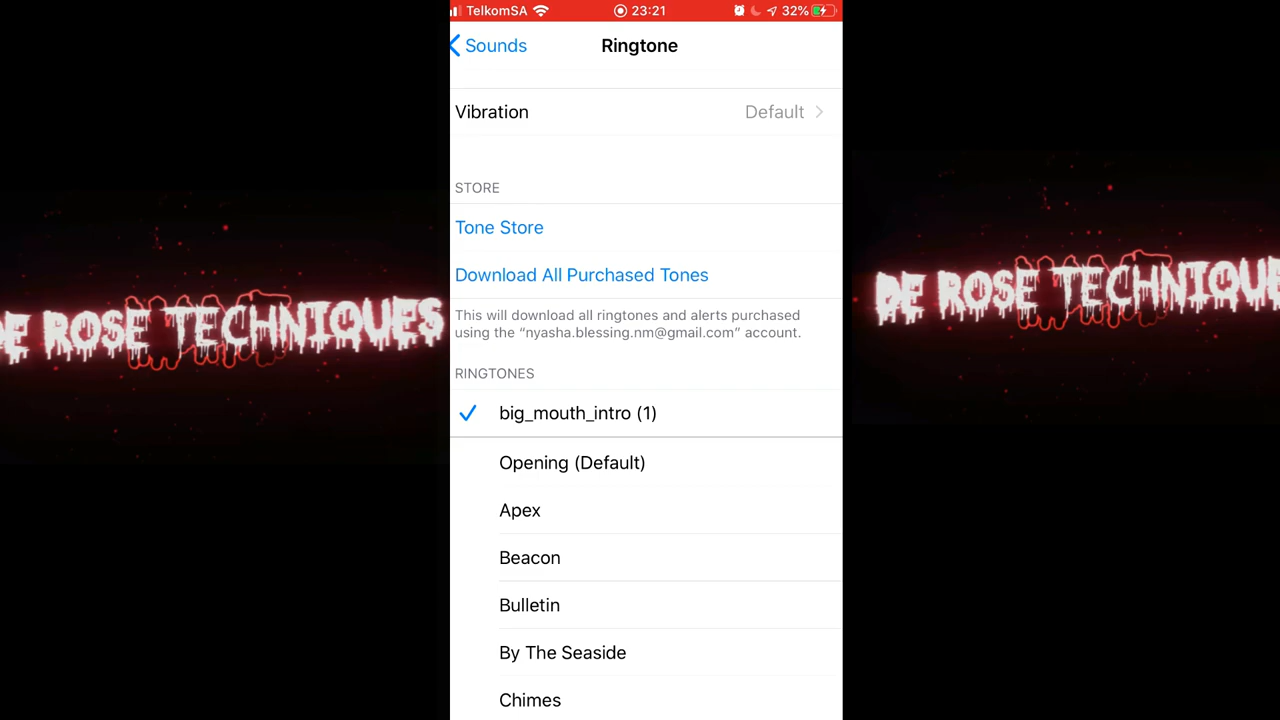 TelkomSA 23:21 32%
Sounds Ringtone
Vibration Default
STORE
Tone Store
Download All Purchased Tones
This will download all ringtones and alerts purchased
using the “nyasha.blessing.nm@gmail.com” account.
RINGTONES
big_mouth_intro (1)
Opening (Default)
Apex
Beacon
Bulletin
By The Seaside
Chimes
DE ROSE TECHNIQUES
DE ROSE TECHNIQUE